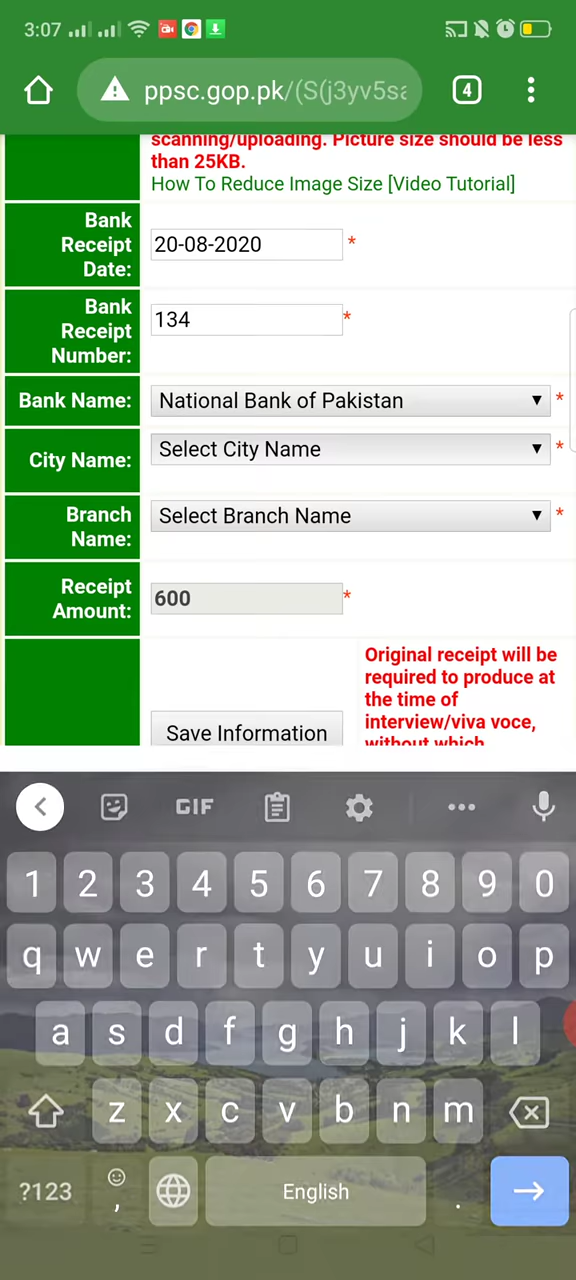 3:07
ppsc.gop.pk/(S(j3yv5sa
4
scanning/uploading. Picture size should be less
than 25KB.
How To Reduce Image Size [Video Tutorial]
Bank
Receipt
Date:
20-08-2020 *
Bank
Receipt
Number:
134 *
Bank Name: National Bank of Pakistan *
City Name: Select City Name *
Branch
Name:
Select Branch Name *
Receipt
Amount:
600 *
Original receipt will be
required to produce at
the time of
interview/viva voce,
without which
Save Information
GIF
1 2 3 4 5 6 7 8 9 0
q w e r t y u i o p
a s d f g h j k l
z x c v b n m
?123 , English .